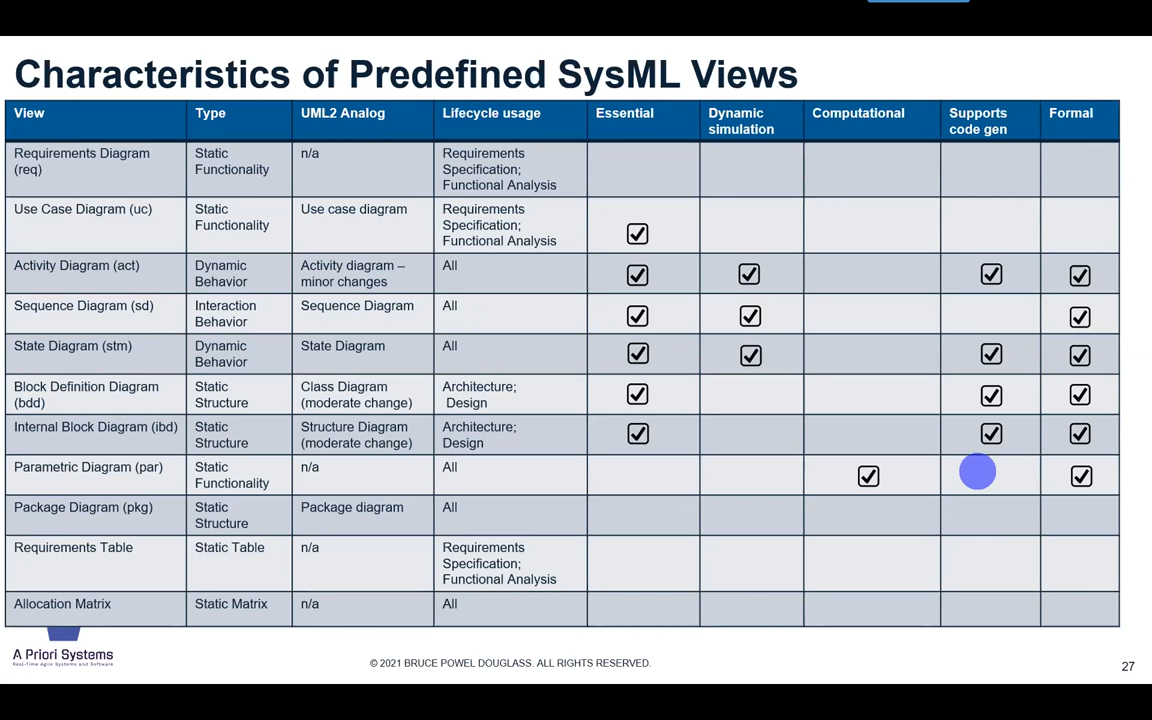 Characteristics of Predefined SysML Views
View Type UML2 Analog Lifecycle usage Essential Dynamic simulation Computational Supports code gen Formal
Requirements Diagram (req) Static Functionality n/a Requirements Specification; Functional Analysis
Use Case Diagram (uc) Static Functionality Use case diagram Requirements Specification; Functional Analysis
Activity Diagram (act) Dynamic Behavior Activity diagram – minor changes All
Sequence Diagram (sd) Interaction Behavior Sequence Diagram All
State Diagram (stm) Dynamic Behavior State Diagram All
Block Definition Diagram (bdd) Static Structure Class Diagram (moderate change) Architecture; Design
Internal Block Diagram (ibd) Static Structure Structure Diagram (moderate change) Architecture; Design
Parametric Diagram (par) Static Functionality n/a All
Package Diagram (pkg) Static Structure Package diagram All
Requirements Table Static Table n/a Requirements Specification; Functional Analysis
Allocation Matrix Static Matrix n/a All
A Priori Systems
Real-Time Agile Systems and Software
© 2021 BRUCE POWEL DOUGLASS. ALL RIGHTS RESERVED.
27